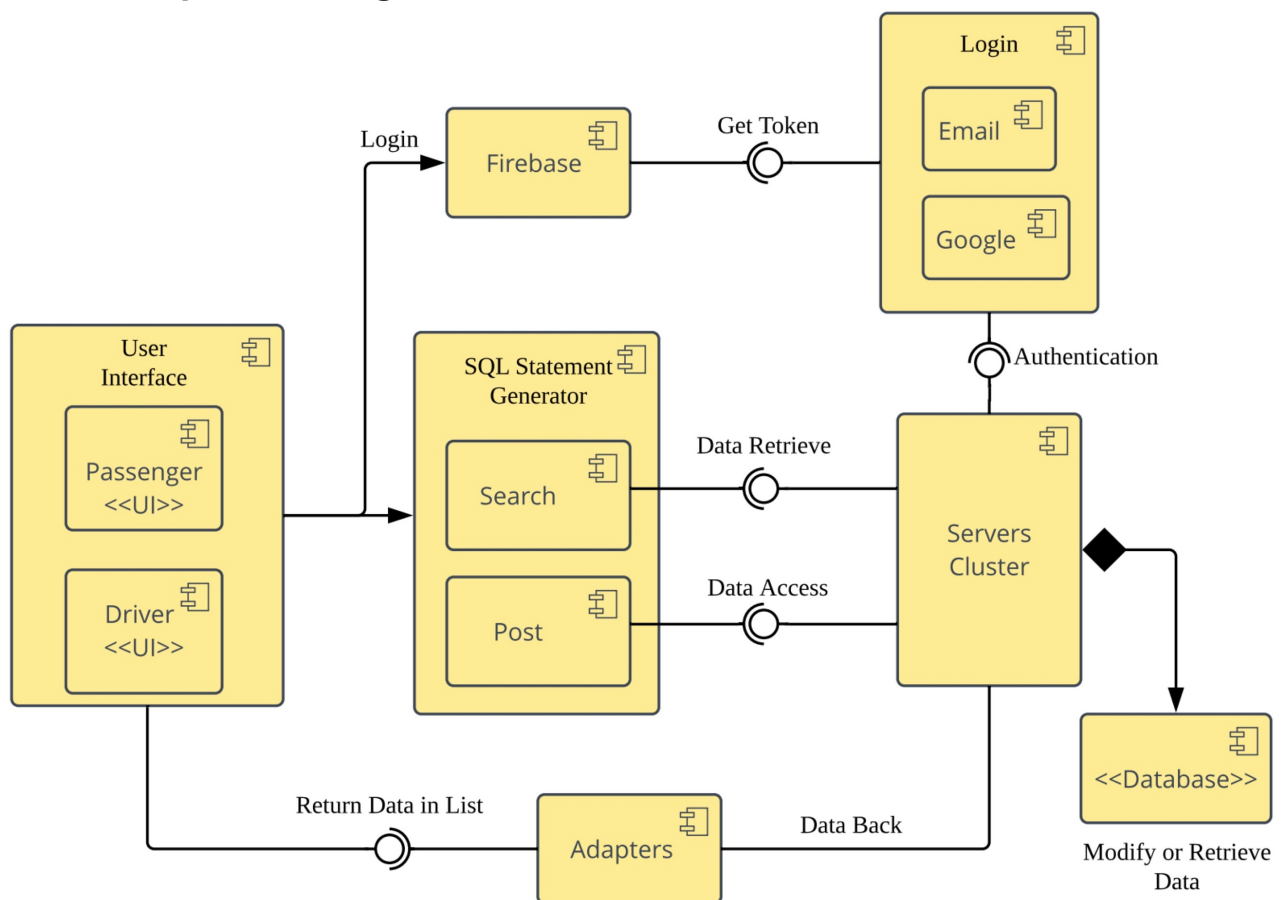 Login
Email
Google
Get Token
Login
Firebase
Authentication
User
Interface
Passenger
<<UI>>
Driver
<<UI>>
SQL Statement
Generator
Search
Post
Data Retrieve
Data Access
Servers
Cluster
<<Database>>
Modify or Retrieve
Data
Return Data in List
Adapters
Data Back